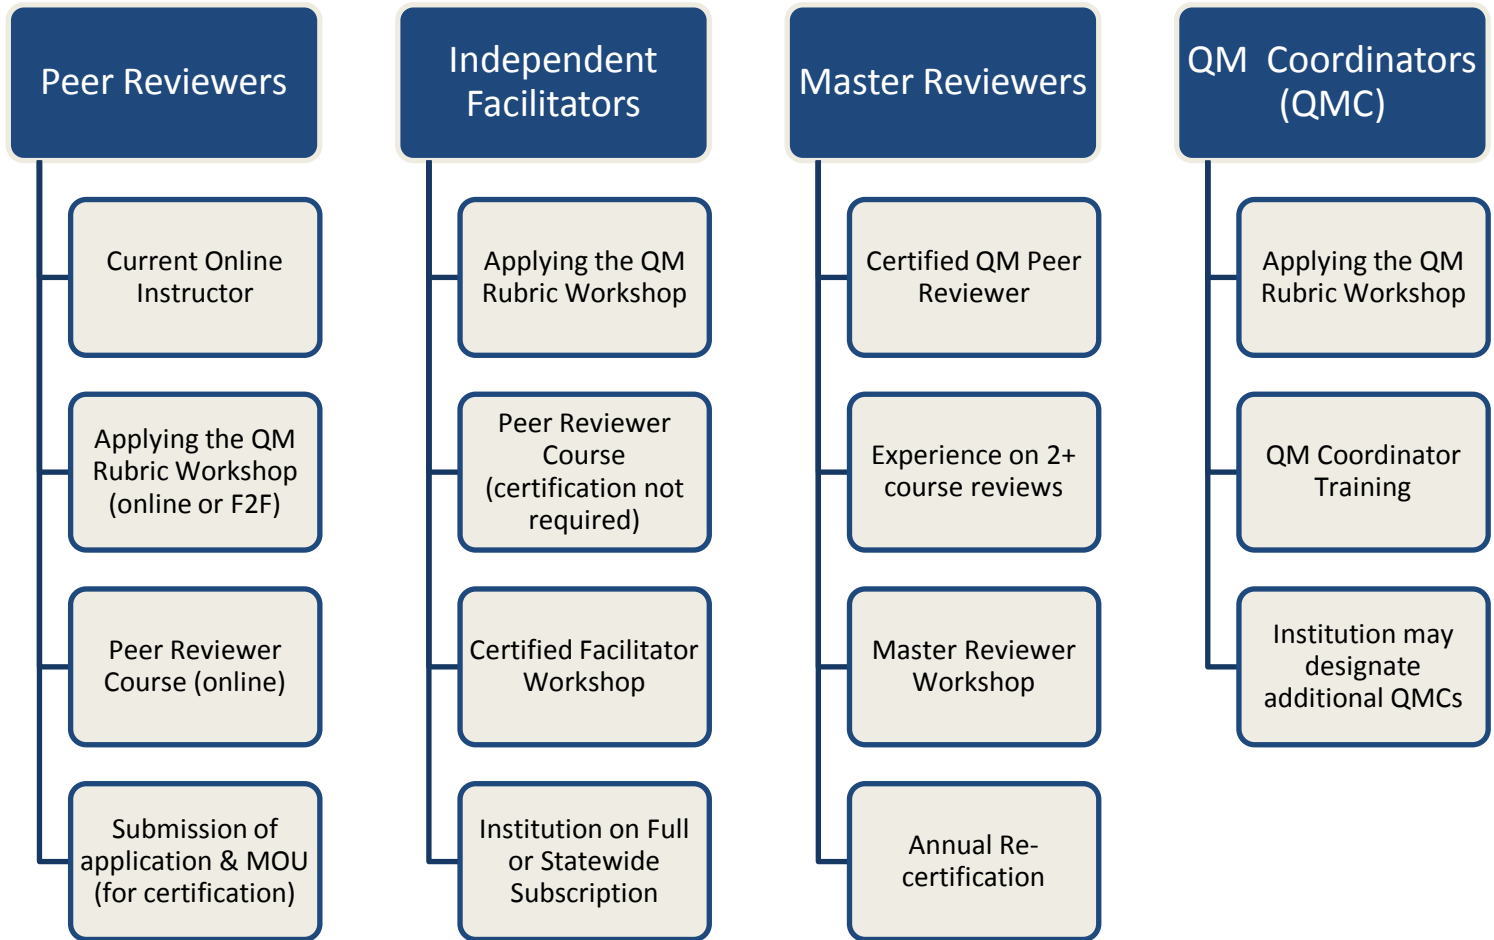 Peer Reviewers
Current Online
Instructor
Applying the QM
Rubric Workshop
(online or F2F)
Peer Reviewer
Course (online)
Submission of
application & MOU
(for certification)
Independent
Facilitators
Applying the QM
Rubric Workshop
Peer Reviewer
Course
(certification not
required)
Certified Facilitator
Workshop
Institution on Full
or Statewide
Subscription
Master Reviewers
Certified QM Peer
Reviewer
Experience on 2+
course reviews
Master Reviewer
Workshop
Annual Re-
certification
QM Coordinators
(QMC)
Applying the QM
Rubric Workshop
QM Coordinator
Training
Institution may
designate
additional QMCs